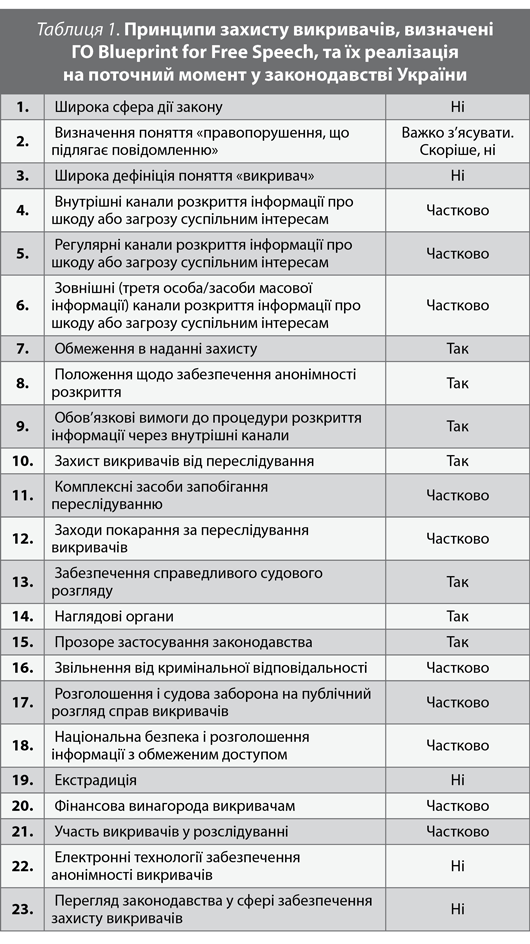 Таблиця 1. Принципи захисту викривачів, визначені
ГО Blueprint for Free Speech, та їх реалізація
на поточний момент у законодавстві України
1. Широка сфера дії закону Ні
2. Визначення поняття «правопорушення, що
підлягає повідомленню» Важко з’ясувати.
Скоріше, ні
3. Широка дефініція поняття «викривач» Ні
4. Внутрішні канали розкриття інформації про
шкоду або загрозу суспільним інтересам Частково
5. Регулярні канали розкриття інформації про
шкоду або загрозу суспільним інтересам Частково
6. Зовнішні (третя особа/засоби масової
інформації) канали розкриття інформації про
шкоду або загрозу суспільним інтересам Частково
7. Обмеження в наданні захисту Так
8. Положення щодо забезпечення анонімності
розкриття Так
9. Обов’язкові вимоги до процедури розкриття
інформації через внутрішні канали Так
10. Захист викривачів від переслідування Так
11. Комплексні засоби запобігання
переслідуванню Частково
12. Заходи покарання за переслідування
викривачів Частково
13. Забезпечення справедливого судового
розгляду Так
14. Наглядові органи Так
15. Прозоре застосування законодавства Так
16. Звільнення від кримінальної відповідальності Частково
17. Розголошення і судова заборона на публічний
розгляд справ викривачів Частково
18. Національна безпека і розголошення
інформації з обмеженим доступом Частково
19. Екстрадиція Ні
20. Фінансова винагорода викривачам Частково
21. Участь викривачів у розслідуванні Частково
22. Електронні технології забезпечення
анонімності викривачів Ні
23. Перегляд законодавства у сфері забезпечення
захисту викривачів Ні